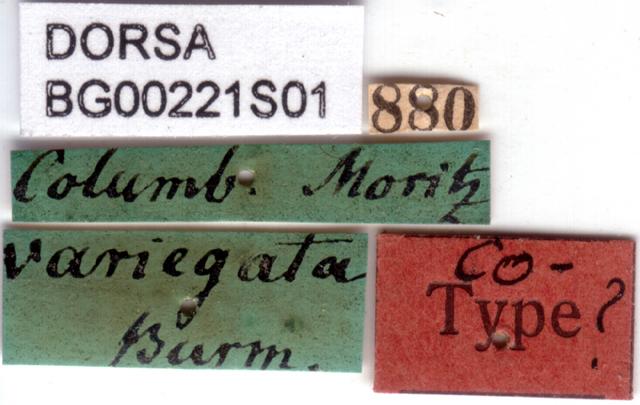 DORSA
BG00221S01
880
Columb. Moritz
variegata
Burm.
Co-
Type?